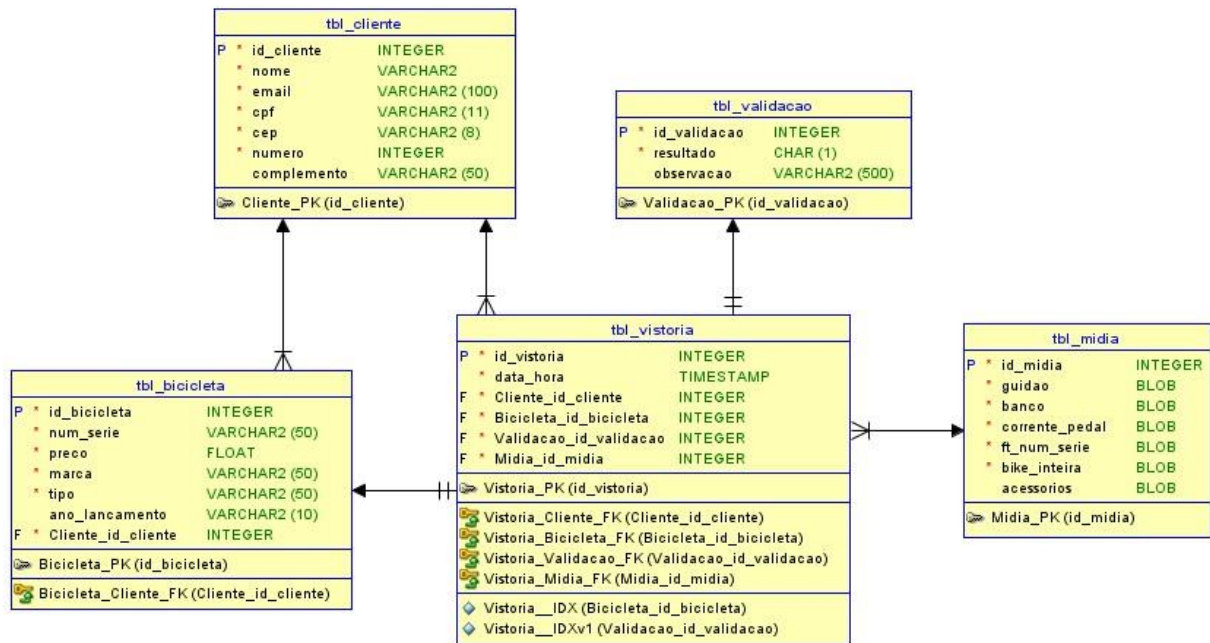 tbl_cliente
P * id_cliente INTEGER
* nome VARCHAR2
* email VARCHAR2 (100)
* cpf VARCHAR2 (11)
* cep VARCHAR2 (8)
* numero INTEGER
complemento VARCHAR2 (50)
Cliente_PK (id_cliente)
tbl_validacao
P * id_validacao INTEGER
* resultado CHAR (1)
observacao VARCHAR2 (500)
Validacao_PK (id_validacao)
tbl_bicicleta
P * id_bicicleta INTEGER
* num_serie VARCHAR2 (50)
* preco FLOAT
* marca VARCHAR2 (50)
* tipo VARCHAR2 (50)
ano_lancamento VARCHAR2 (10)
F * Cliente_id_cliente INTEGER
Bicicleta_PK (id_bicicleta)
Bicicleta_Cliente_FK (Cliente_id_cliente)
tbl_vistoria
P * id_vistoria INTEGER
* data_hora TIMESTAMP
F * Cliente_id_cliente INTEGER
F * Bicicleta_id_bicicleta INTEGER
F * Validacao_id_validacao INTEGER
F * Midia_id_midia INTEGER
Vistoria_PK (id_vistoria)
Vistoria_Cliente_FK (Cliente_id_cliente)
Vistoria_Bicicleta_FK (Bicicleta_id_bicicleta)
Vistoria_Validacao_FK (Validacao_id_validacao)
Vistoria_Midia_FK (Midia_id_midia)
Vistoria__IDX (Bicicleta_id_bicicleta)
Vistoria__IDXv1 (Validacao_id_validacao)
tbl_midia
P * id_midia INTEGER
* guidao BLOB
* banco BLOB
* corrente_pedal BLOB
* ft_num_serie BLOB
* bike_inteira BLOB
acessorios BLOB
Midia_PK (id_midia)